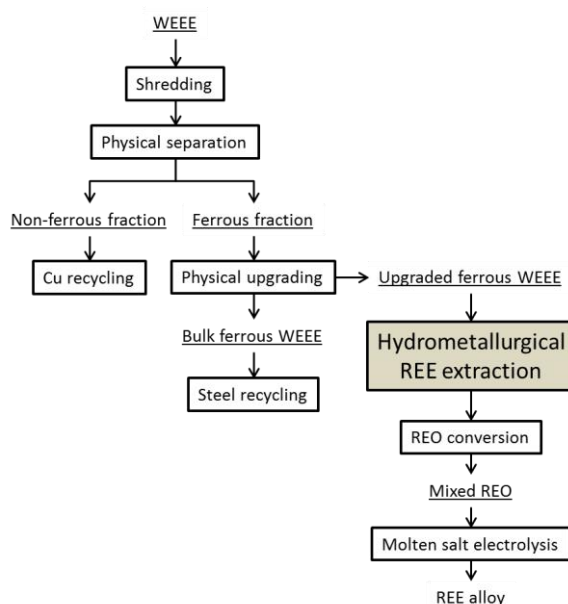 WEEE
Shredding
Physical separation
Non-ferrous fraction
Ferrous fraction
Cu recycling
Physical upgrading
Upgraded ferrous WEEE
Bulk ferrous WEEE
Hydrometallurgical
REE extraction
Steel recycling
REO conversion
Mixed REO
Molten salt electrolysis
REE alloy